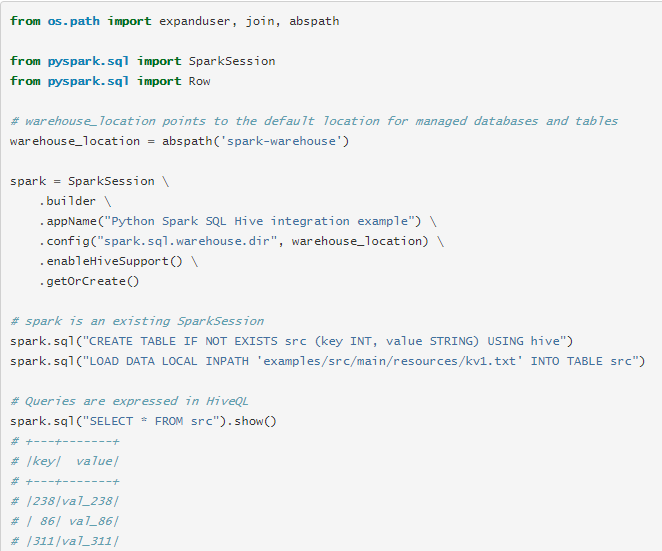 from os.path import expanduser, join, abspath
from pyspark.sql import SparkSession
from pyspark.sql import Row
# warehouse_location points to the default location for managed databases and tables
warehouse_location = abspath('spark-warehouse')
spark = SparkSession \
    .builder \
    .appName("Python Spark SQL Hive integration example") \
    .config("spark.sql.warehouse.dir", warehouse_location) \
    .enableHiveSupport() \
    .getOrCreate()
# spark is an existing SparkSession
spark.sql("CREATE TABLE IF NOT EXISTS src (key INT, value STRING) USING hive")
spark.sql("LOAD DATA LOCAL INPATH 'examples/src/main/resources/kv1.txt' INTO TABLE src")
# Queries are expressed in HiveQL
spark.sql("SELECT * FROM src").show()
# +---+-------+
# |key|  value|
# +---+-------+
# |238|val_238|
# | 86| val_86|
# |311|val_311|